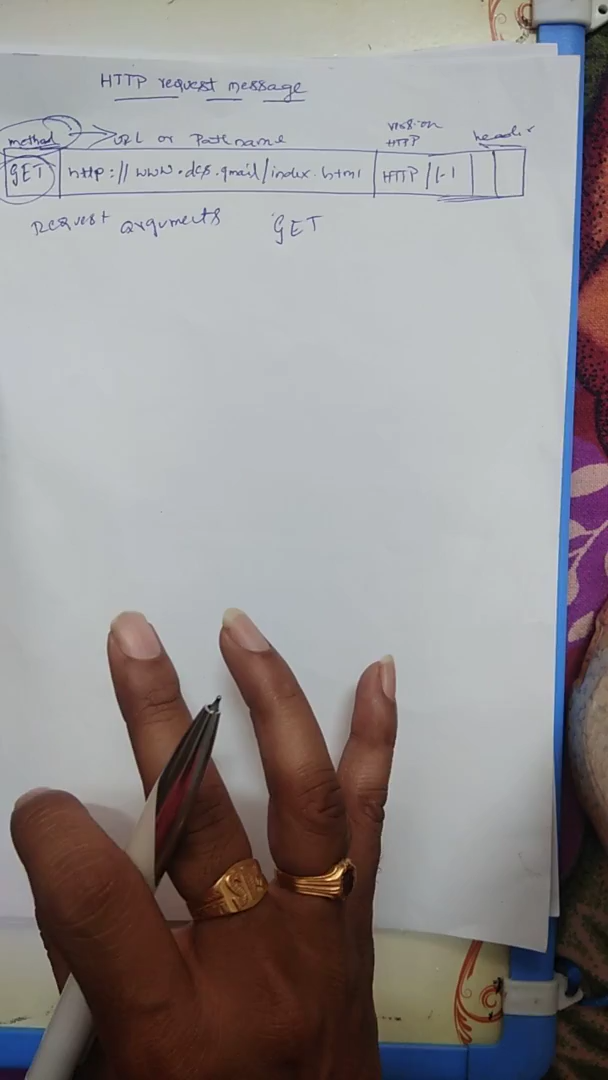 HTTP request message
method URL or Pathname version HTTP header
GET http://www.dcs.qmail/index.html HTTP/1.1
Request arguments GET